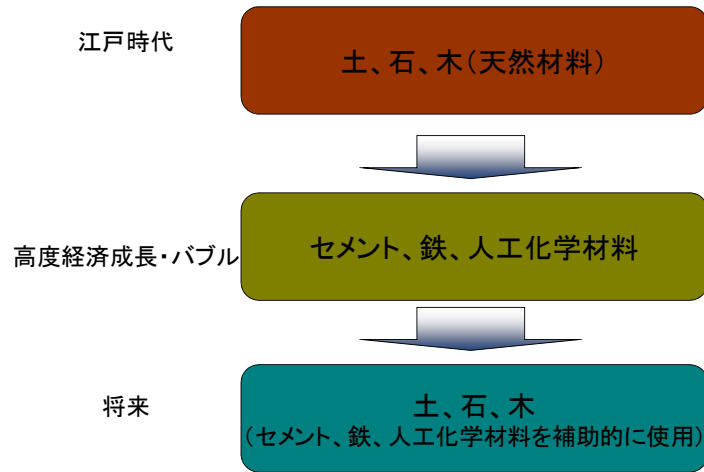 江戸時代
土、石、木(天然材料)
高度経済成長・バブル
セメント、鉄、人工化学材料
将来
土、石、木
(セメント、鉄、人工化学材料を補助的に使用)